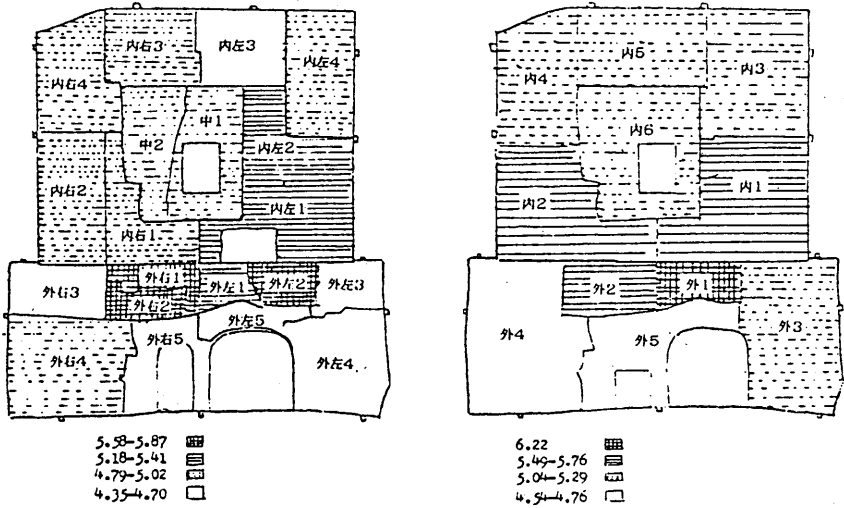 内右3
内左3
内左4
内右4
中1
中2
内左2
内右2
内左1
内右1
外右1
外左1
外左2
外左3
外右3
外右2
外左5
外右4
外右5
外左4
5.58-5.87
5.18-5.41
4.79-5.02
4.35-4.70
内5
内3
内4
内6
内2
内1
外2
外1
外3
外4
外5
6.22
5.49-5.76
5.04-5.29
4.54-4.76